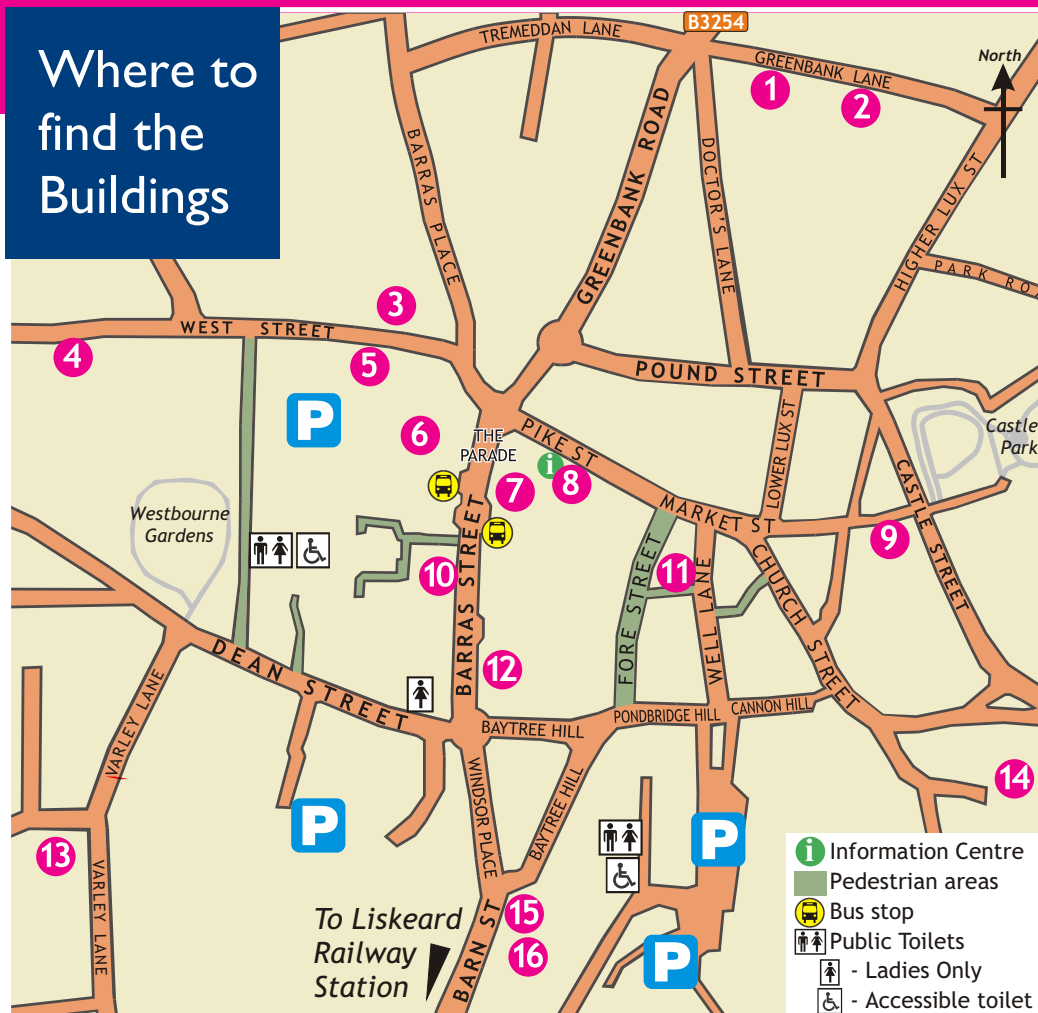 Where to
find the
Buildings
B3254
TREMEDDAN LANE
GREENBANK LANE
North
1
2
BARRAS PLACE
GREENBANK ROAD
DOCTOR'S LANE
HIGHER LUX ST
PARK ROA
3
WEST STREET
4
5
POUND STREET
P
6
THE
PARADE
PIKE ST
i
7
8
LOWER LUX ST
Castle
Park
CASTLE STREET
MARKET ST
9
Westbourne
Gardens
10
BARRAS STREET
FORE STREET
11
WELL LANE
CHURCH STREET
12
DEAN STREET
VARLEY LANE
BAYTREE HILL
PONDBRIDGE HILL
CANNON HILL
WINDSOR PLACE
BAYTREE HILL
14
P
P
13
VARLEY LANE
To Liskeard
Railway
Station
BARN ST
15
16
P
i Information Centre
Pedestrian areas
Bus stop
Public Toilets
- Ladies Only
- Accessible toilet